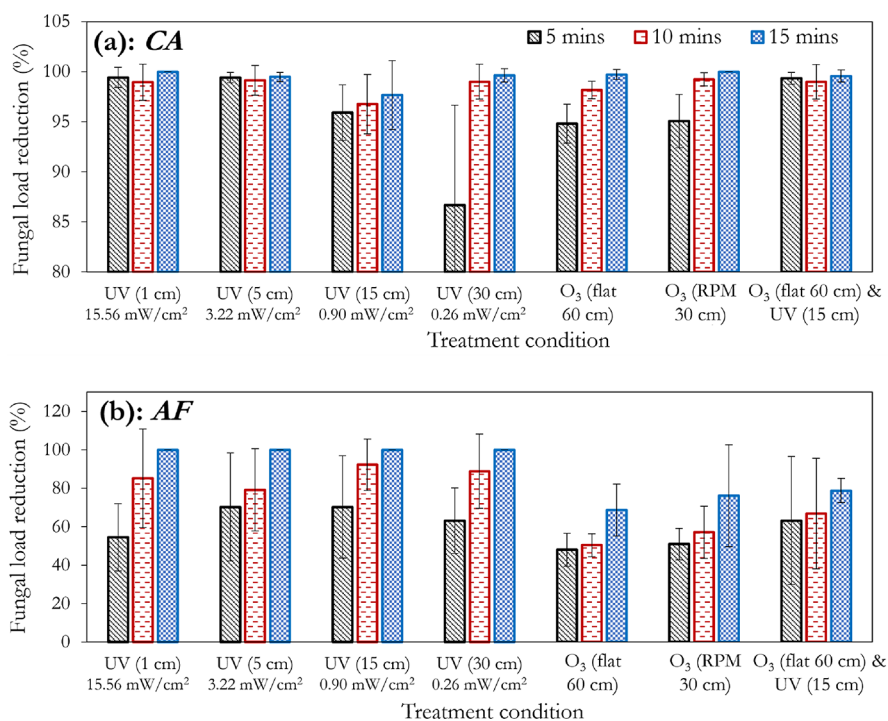 (a): CA
5 mins 10 mins 15 mins
Fungal load reduction (%)
105
100
95
90
85
80
UV (1 cm) UV (5 cm) UV (15 cm) UV (30 cm) O₃ (flat O₃ (RPM O₃ (flat 60 cm) &
15.56 mW/cm² 3.22 mW/cm² 0.90 mW/cm² 0.26 mW/cm² 60 cm) 30 cm) UV (15 cm)
Treatment condition
(b): AF
Fungal load reduction (%)
120
100
80
60
40
20
0
UV (1 cm) UV (5 cm) UV (15 cm) UV (30 cm) O₃ (flat O₃ (RPM O₃ (flat 60 cm) &
15.56 mW/cm² 3.22 mW/cm² 0.90 mW/cm² 0.26 mW/cm² 60 cm) 30 cm) UV (15 cm)
Treatment condition